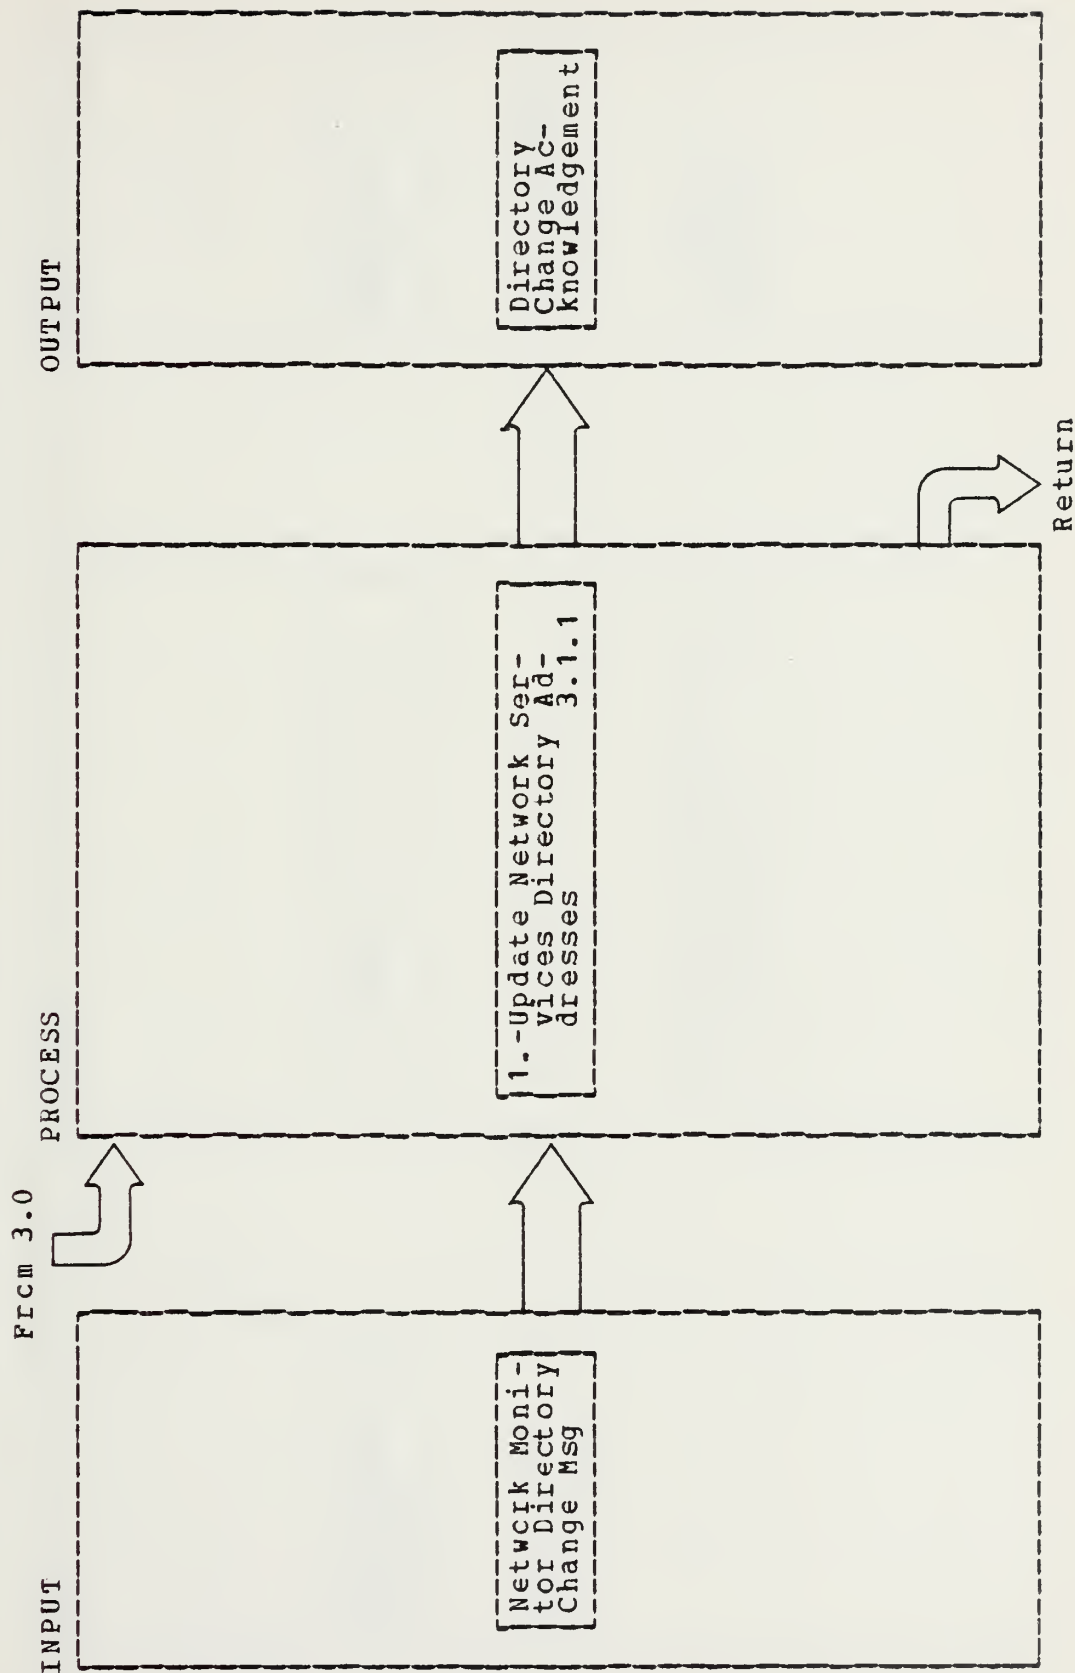 Frcm 3.0
INPUT
PROCESS
OUTPUT
Netwcrk Moni-
tor Directory
Change Msg
1.-Update Network Ser-
vices Directory Ad-
dresses 3.1.1
Directory
Change Ac-
knowledgement
Return